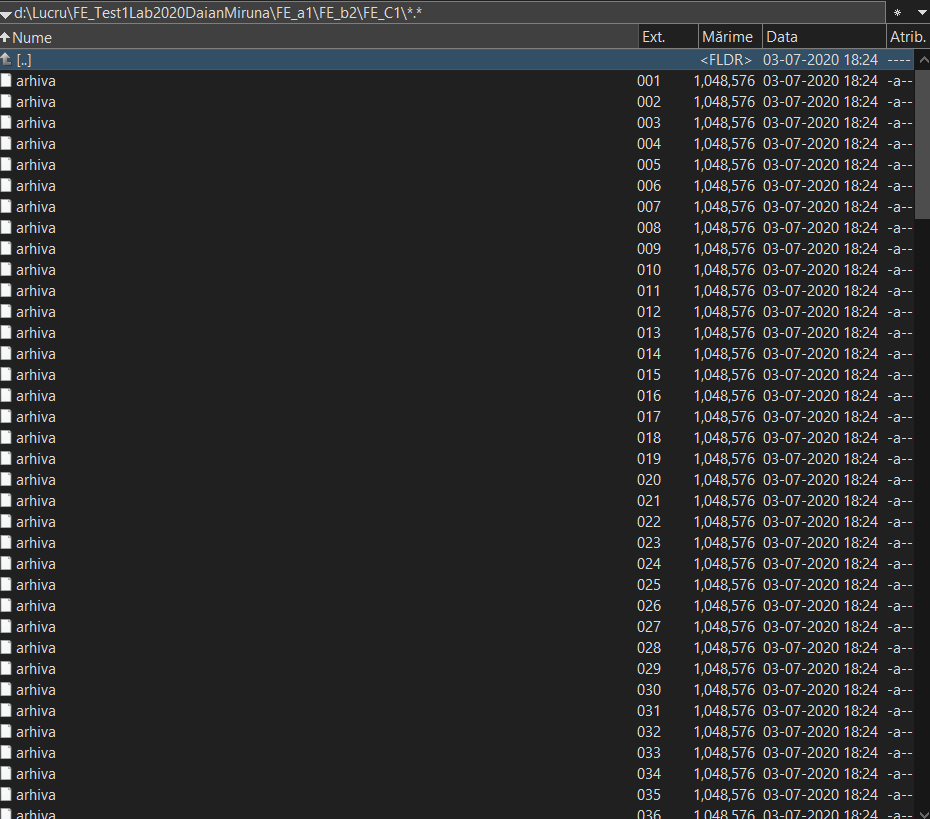 d:\Lucru\FE_Test1Lab2020DaianMiruna\FE_a1\FE_b2\FE_C1\*.* *
Nume Ext. Mărime Data Atrib.
[..] <FLDR> 03-07-2020 18:24 ----
arhiva 001 1,048,576 03-07-2020 18:24 -a--
arhiva 002 1,048,576 03-07-2020 18:24 -a--
arhiva 003 1,048,576 03-07-2020 18:24 -a--
arhiva 004 1,048,576 03-07-2020 18:24 -a--
arhiva 005 1,048,576 03-07-2020 18:24 -a--
arhiva 006 1,048,576 03-07-2020 18:24 -a--
arhiva 007 1,048,576 03-07-2020 18:24 -a--
arhiva 008 1,048,576 03-07-2020 18:24 -a--
arhiva 009 1,048,576 03-07-2020 18:24 -a--
arhiva 010 1,048,576 03-07-2020 18:24 -a--
arhiva 011 1,048,576 03-07-2020 18:24 -a--
arhiva 012 1,048,576 03-07-2020 18:24 -a--
arhiva 013 1,048,576 03-07-2020 18:24 -a--
arhiva 014 1,048,576 03-07-2020 18:24 -a--
arhiva 015 1,048,576 03-07-2020 18:24 -a--
arhiva 016 1,048,576 03-07-2020 18:24 -a--
arhiva 017 1,048,576 03-07-2020 18:24 -a--
arhiva 018 1,048,576 03-07-2020 18:24 -a--
arhiva 019 1,048,576 03-07-2020 18:24 -a--
arhiva 020 1,048,576 03-07-2020 18:24 -a--
arhiva 021 1,048,576 03-07-2020 18:24 -a--
arhiva 022 1,048,576 03-07-2020 18:24 -a--
arhiva 023 1,048,576 03-07-2020 18:24 -a--
arhiva 024 1,048,576 03-07-2020 18:24 -a--
arhiva 025 1,048,576 03-07-2020 18:24 -a--
arhiva 026 1,048,576 03-07-2020 18:24 -a--
arhiva 027 1,048,576 03-07-2020 18:24 -a--
arhiva 028 1,048,576 03-07-2020 18:24 -a--
arhiva 029 1,048,576 03-07-2020 18:24 -a--
arhiva 030 1,048,576 03-07-2020 18:24 -a--
arhiva 031 1,048,576 03-07-2020 18:24 -a--
arhiva 032 1,048,576 03-07-2020 18:24 -a--
arhiva 033 1,048,576 03-07-2020 18:24 -a--
arhiva 034 1,048,576 03-07-2020 18:24 -a--
arhiva 035 1,048,576 03-07-2020 18:24 -a--
arhiva 036 1,048,576 03-07-2020 18:24 -a--